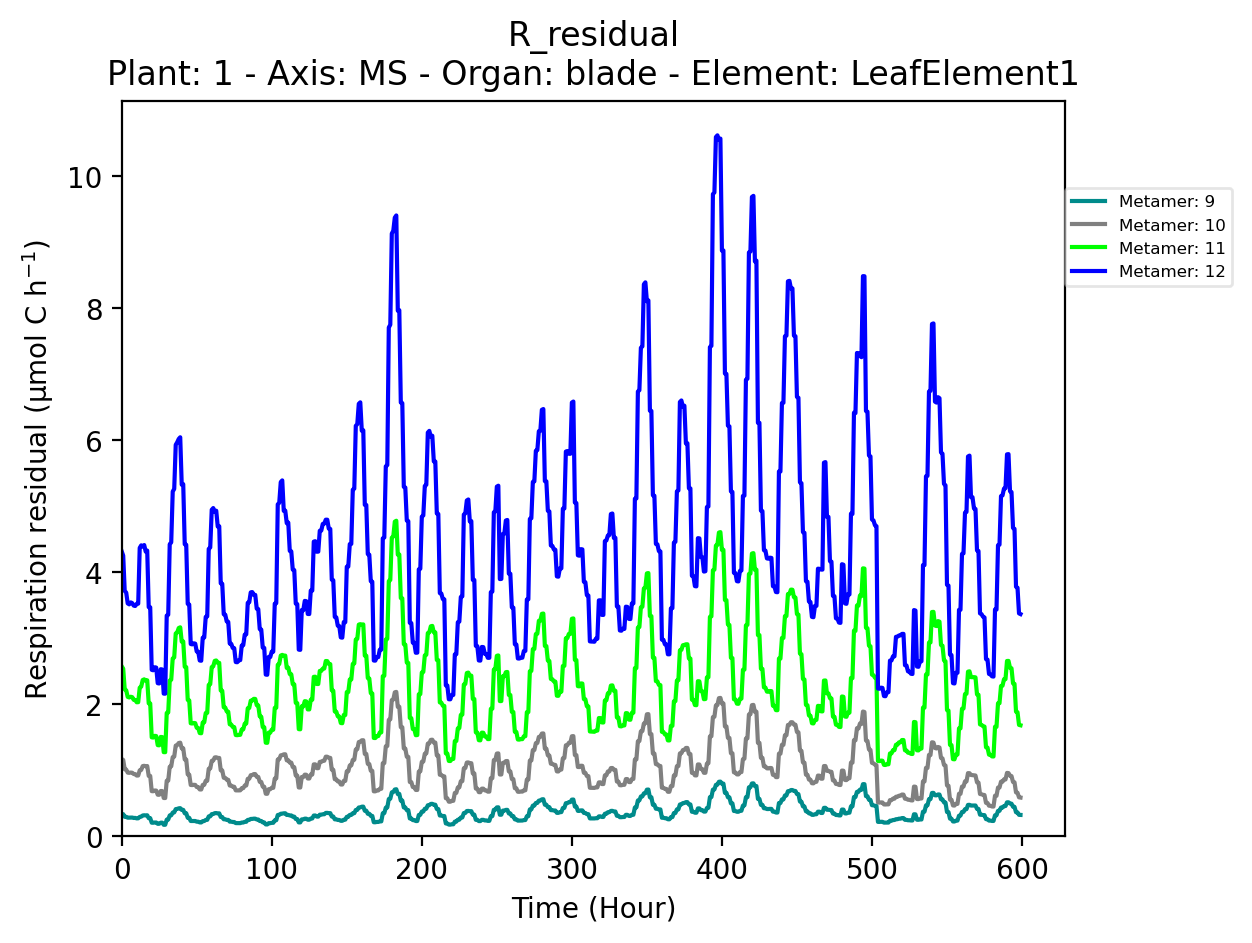 R_residual
Plant: 1 - Axis: MS - Organ: blade - Element: LeafElement1
Respiration residual (µmol C h⁻¹)
10
8
6
4
2
0
0 100 200 300 400 500 600
Time (Hour)
Metamer: 9
Metamer: 10
Metamer: 11
Metamer: 12